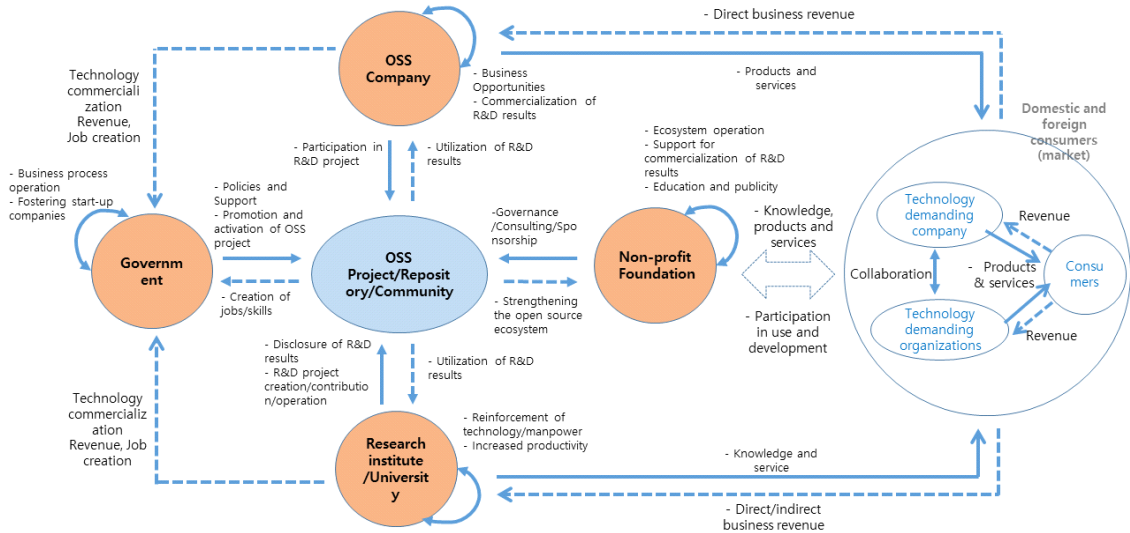 - Direct business revenue
OSS
Company
Technology
commerciali
zation
Revenue,
Job creation
- Business
Opportunities
- Commercialization of
R&D results
- Products and
services
Domestic and
foreign
consumers
(market)
- Participation in
R&D project
- Utilization of R&D
results
- Ecosystem operation
- Support for
commercialization of R&D
results
- Education and publicity
- Business process
operation
- Fostering start-up
companies
- Policies and
Support
- Promotion and
activation of OSS
project
-Governance
/Consulting/Spo
nsorship
- Knowledge,
products and
services
Technology
demanding
company
Revenue
Governm
ent
OSS
Project/Reposit
ory/Community
Non-profit
Foundation
Collaboration
- Products
& services
Consu
mers
- Creation of
jobs/skills
- Strengthening
the open source
ecosystem
- Participation
in use and
development
Technology
demanding
organizations
Revenue
- Disclosure of R&D
results
- R&D project
creation/contributio
n/operation
- Utilization of R&D
results
Technology
commercializ
ation
Revenue, Job
creation
- Reinforcement of
technology/manpower
- Increased productivity
Research
institute
/Universit
y
- Knowledge and
service
- Direct/indirect
business revenue